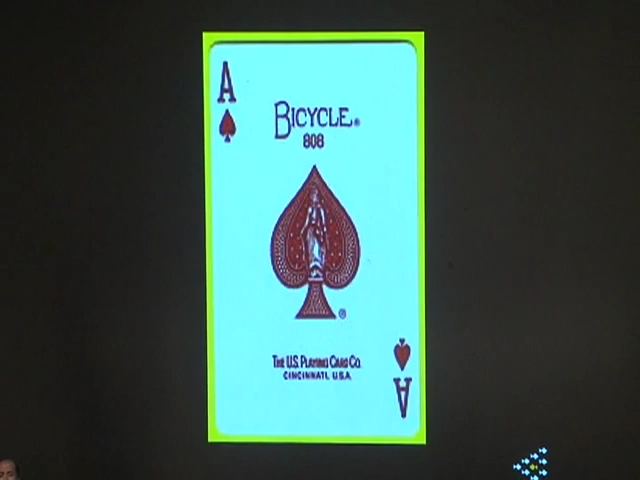 A
BICYCLE®
808
®
THE U.S. PLAYING CARD CO.
CINCINNATI, U.S.A.
A